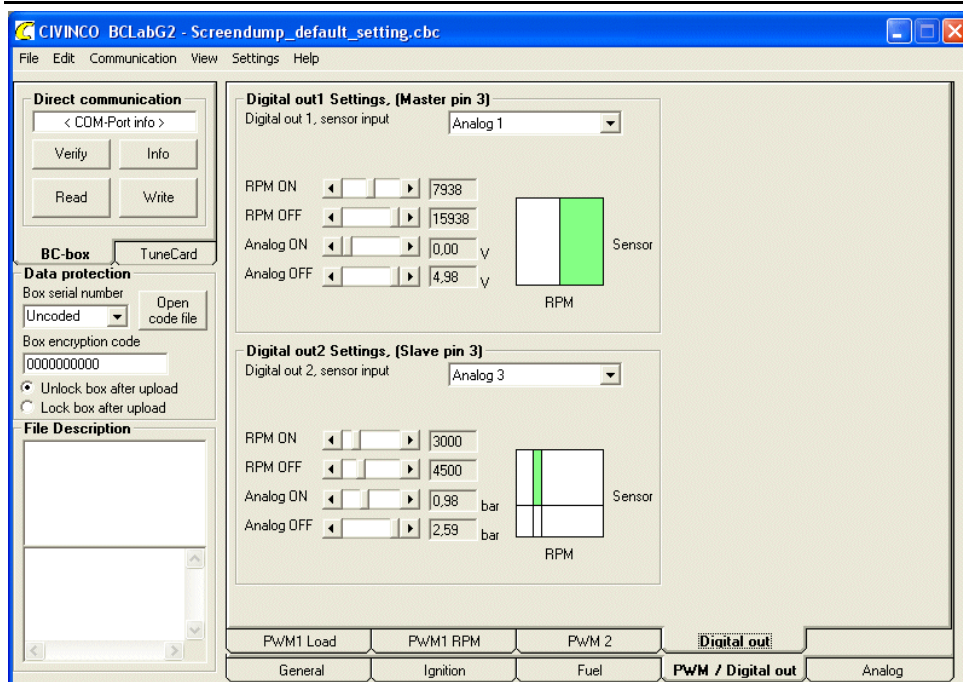 CIVINCO BCLabG2 - Screendump_default_setting.cbc
File Edit Communication View Settings Help
Direct communication
< COM-Port info >
Verify Info
Read Write
BC-box TuneCard
Data protection
Box serial number
Uncoded
Open code file
Box encryption code
0000000000
Unlock box after upload
Lock box after upload
File Description
Digital out1 Settings, (Master pin 3)
Digital out 1, sensor input Analog 1
RPM ON 7938
RPM OFF 15938
Analog ON 0,00 V
Analog OFF 4,98 V
Sensor
RPM
Digital out2 Settings, (Slave pin 3)
Digital out 2, sensor input Analog 3
RPM ON 3000
RPM OFF 4500
Analog ON 0,98 bar
Analog OFF 2,59 bar
Sensor
RPM
PWM1 Load PWM1 RPM PWM 2 Digital out
General Ignition Fuel PWM / Digital out Analog